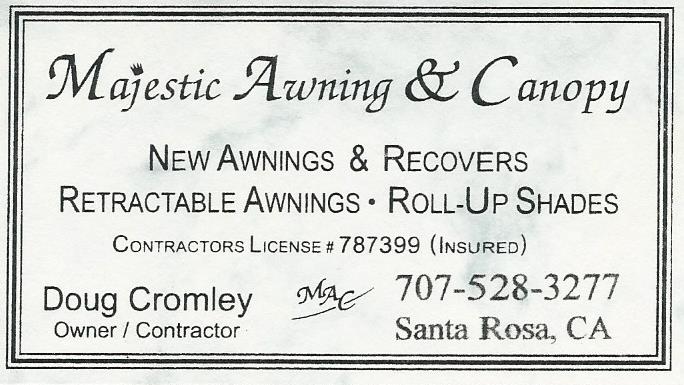 Majestic Awning & Canopy
New Awnings & Recovers
Retractable Awnings • Roll-Up Shades
Contractors License # 787399 (Insured)
Doug Cromley
Owner / Contractor
MAC
707-528-3277
Santa Rosa, CA